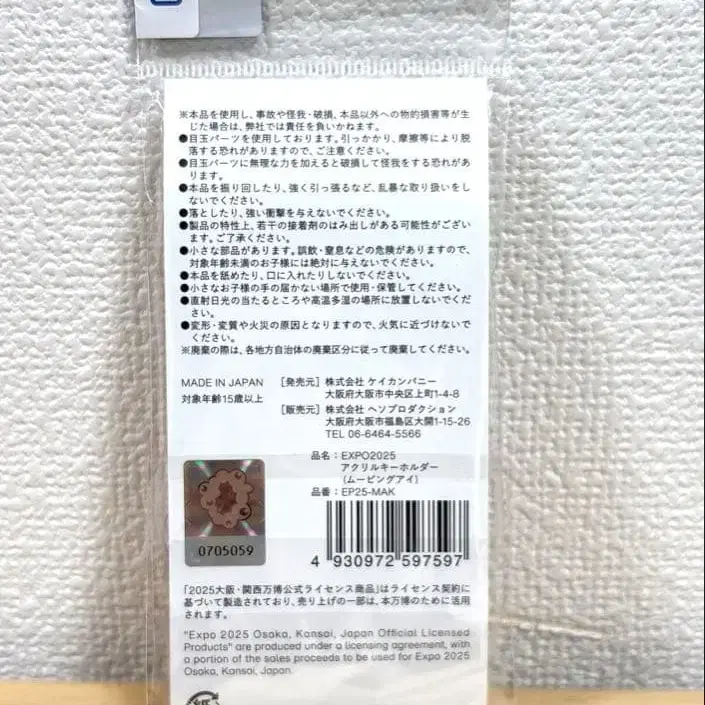 ※本品を使用し、事故や怪我・破損、本品以外への物的損害等が生
じた場合は、弊社では責任を負いかねます。
●目玉パーツを使用しております。引っかかり、摩擦等により脱
落する恐れがありますので、ご注意ください。
●目玉パーツに無理な力を加えると破損して怪我をする恐れがあ
ります。
●本品を振り回したり、強く引っ張るなど、乱暴な取り扱いをし
ないでください。
●落としたり、強い衝撃を与えないでください。
●製品の特性上、若干の接着剤のはみ出しがある可能性がござい
ます。ご了承ください。
●小さな部品があります。誤飲・窒息などの危険がありますので、
対象年齢未満のお子様には絶対に与えないでください。
●本品を舐めたり、口に入れたりしないでください。
●小さなお子様の手の届かない場所で使用・保管してください。
●直射日光の当たるところや高温多湿の場所に放置しないでくだ
さい。
●変形・変質や火災の原因となりますので、火気に近づけないで
ください。
※廃棄の際は、各地方自治体の廃棄区分に従って廃棄してください。
MADE IN JAPAN
対象年齢15歳以上
［発売元］株式会社 ケイカンパニー
大阪府大阪市中央区上町1-4-8
［販売元］株式会社 ヘソプロダクション
大阪府大阪市福島区大開1-15-26
TEL 06-6464-5566
品名：EXPO2025
アクリルキーホルダー
（ムービングアイ）
品番：EP25-MAK
0705059
4 930972 597597
「2025大阪・関西万博公式ライセンス商品」はライセンス契約に
基づいて製造されており、売り上げの一部は、本万博のために活用
されます。
"Expo 2025 Osaka, Kansai, Japan Official Licensed
Products" are produced under a licensing agreement, with
a portion of the sales proceeds to be used for Expo 2025
Osaka, Kansai, Japan.